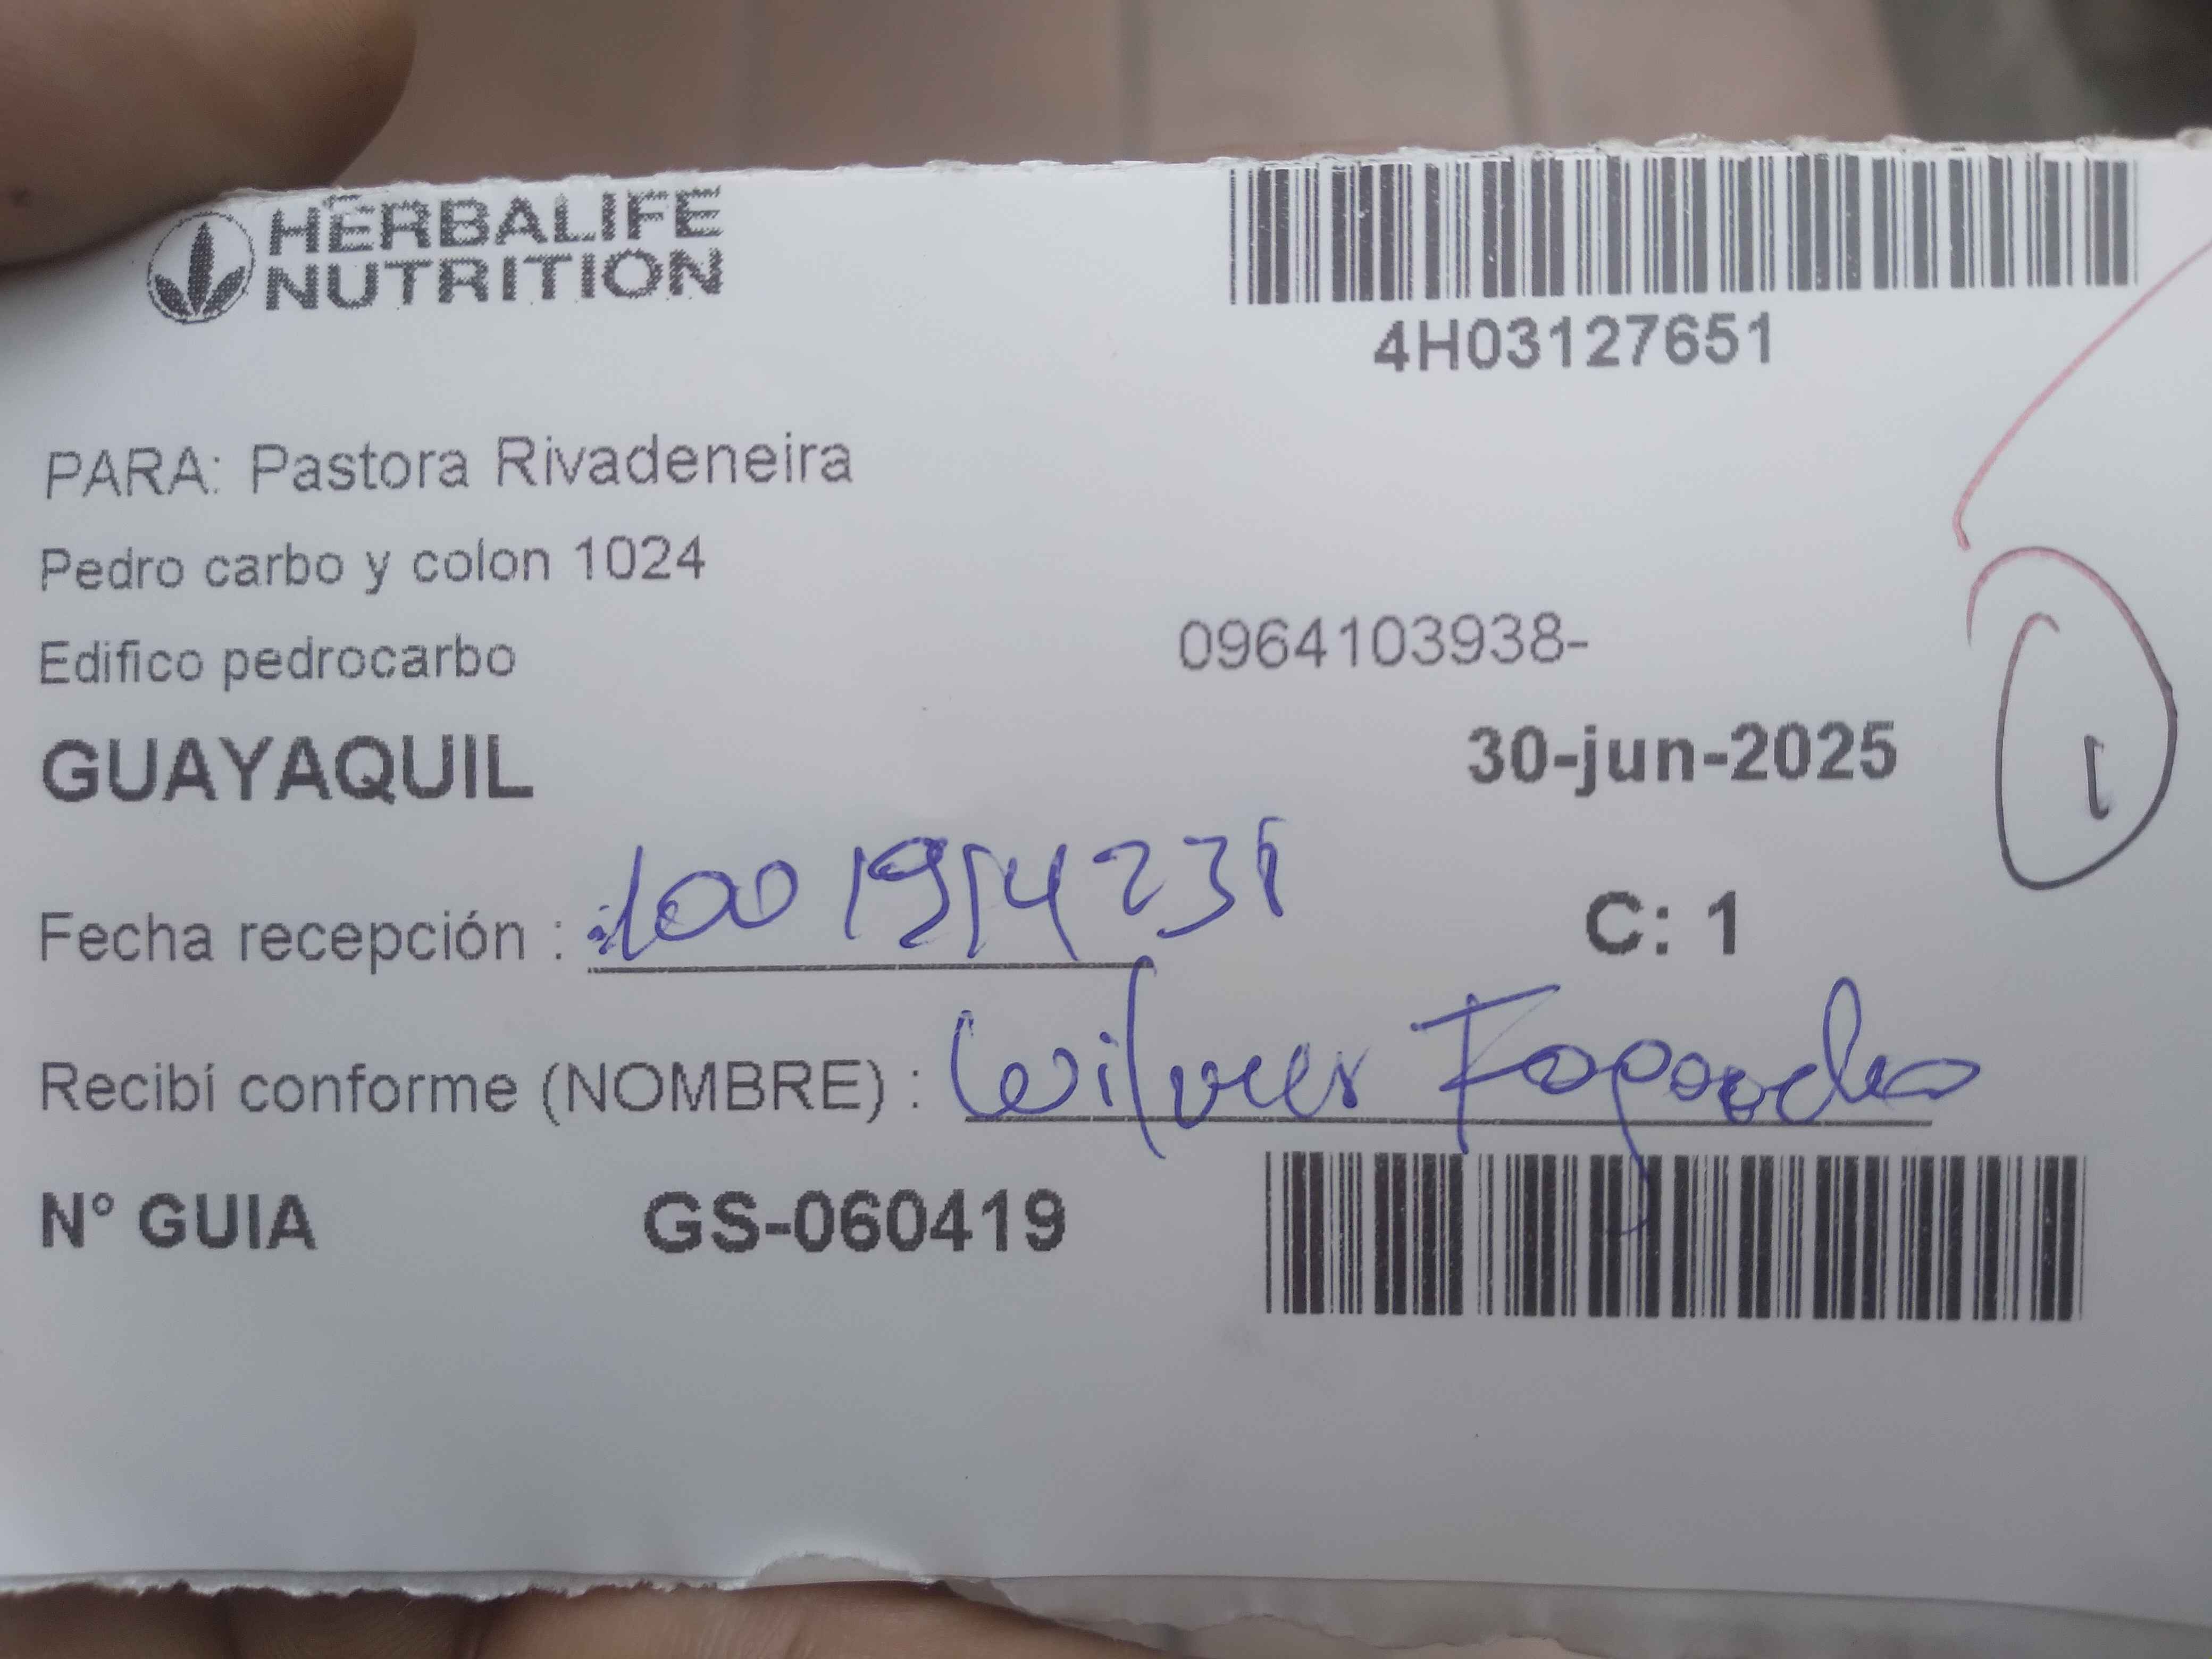 HERBALIFE
NUTRITION
4H03127651
PARA: Pastora Rivadeneira
Pedro carbo y colon 1024
Edifico pedrocarbo
0964103938-
GUAYAQUIL
30-jun-2025
1
Fecha recepción :
C: 1
Recibí conforme (NOMBRE) :
N° GUIA GS-060419